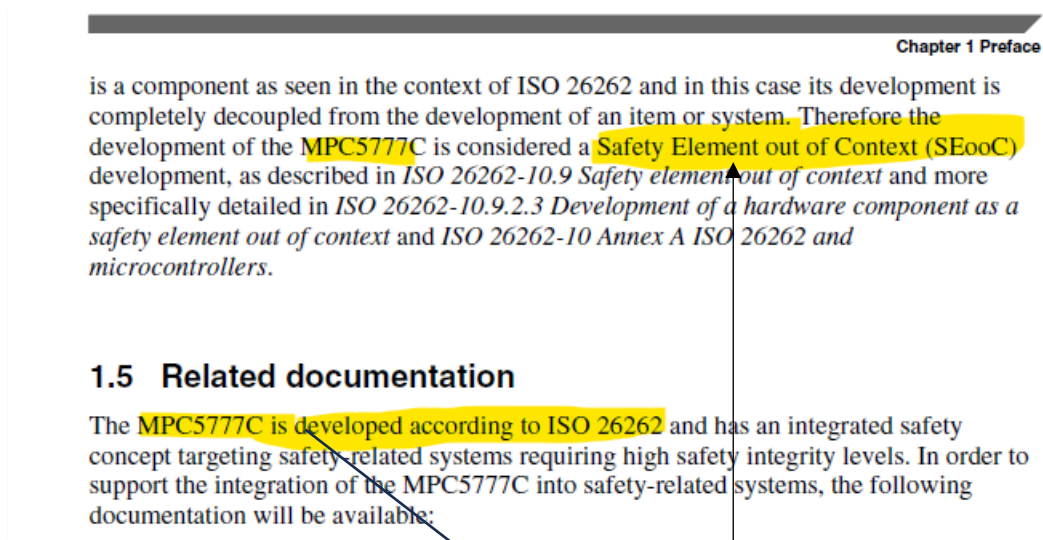 Chapter 1 Preface
is a component as seen in the context of ISO 26262 and in this case its development is
completely decoupled from the development of an item or system. Therefore the
development of the MPC5777C is considered a Safety Element out of Context (SEooC)
development, as described in ISO 26262-10.9 Safety element out of context and more
specifically detailed in ISO 26262-10.9.2.3 Development of a hardware component as a
safety element out of context and ISO 26262-10 Annex A ISO 26262 and
microcontrollers.
1.5 Related documentation
The MPC5777C is developed according to ISO 26262 and has an integrated safety
concept targeting safety-related systems requiring high safety integrity levels. In order to
support the integration of the MPC5777C into safety-related systems, the following
documentation will be available: